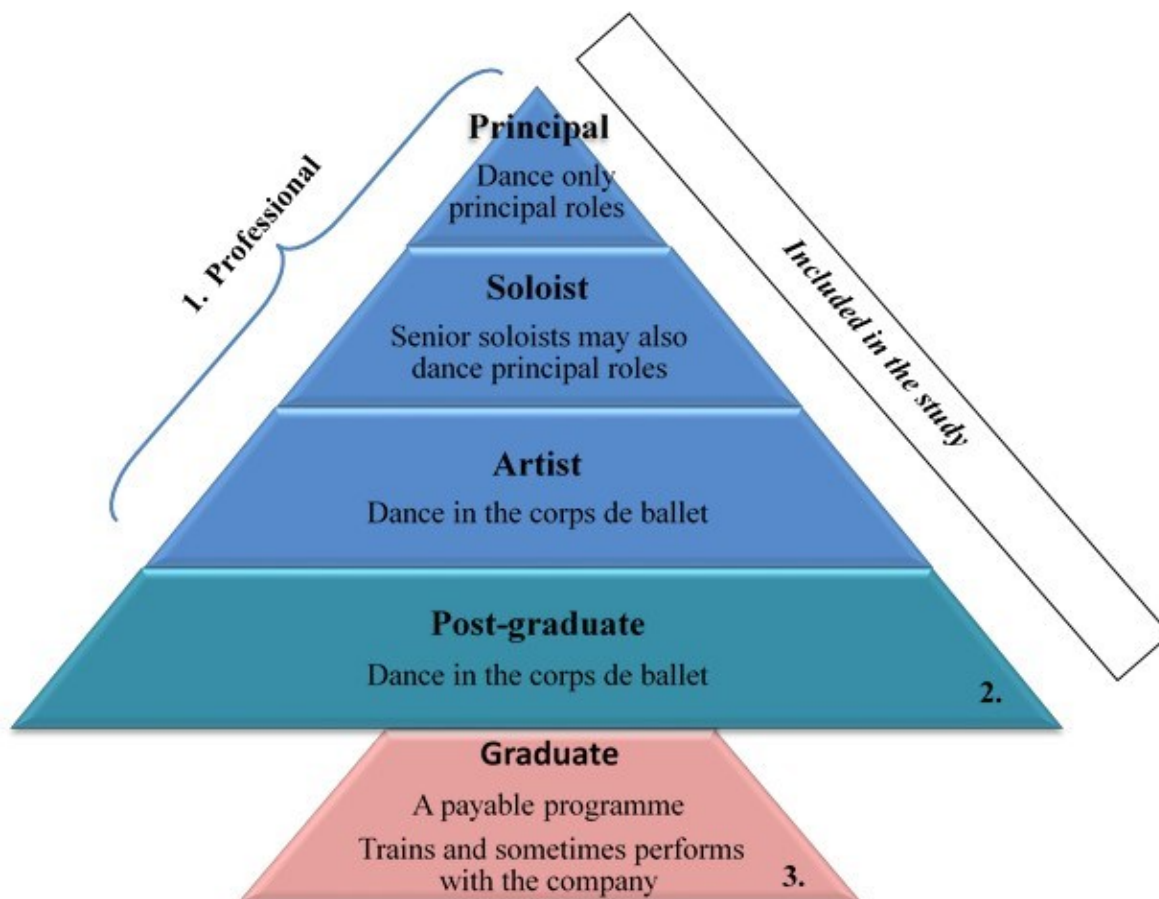 1. Professional
Principal
Dance only
principal roles
Soloist
Senior soloists may also
dance principal roles
Artist
Dance in the corps de ballet
Post-graduate
Dance in the corps de ballet
2.
Graduate
A payable programme
Trains and sometimes performs
with the company
3.
Included in the study